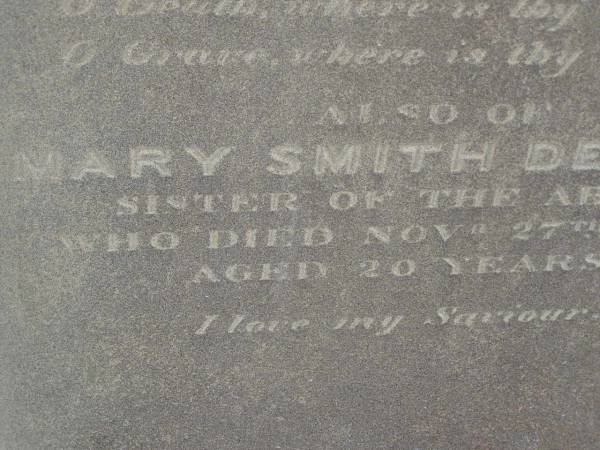 O Death, where is thy
O Grave, where is thy
ALSO OF
MARY SMITH DE
SISTER OF THE AB
WHO DIED NOVR 27TH
AGED 20 YEARS
I love my Saviour.